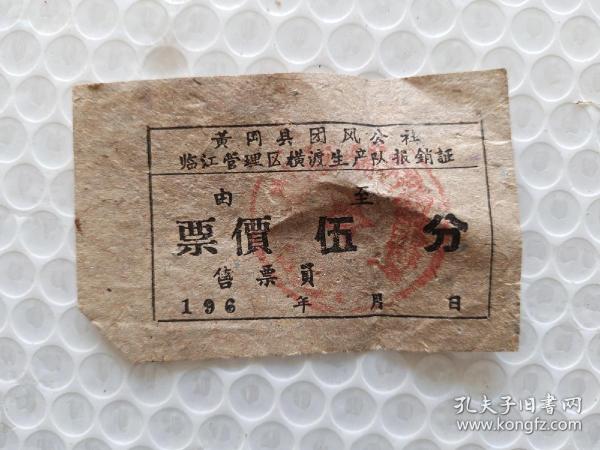 黄冈县团风公社
临江管理区横渡生产队报销証
由 至
票價 伍 分
售票員
196 年 月 日
孔夫子旧書网
www.kongfz.com